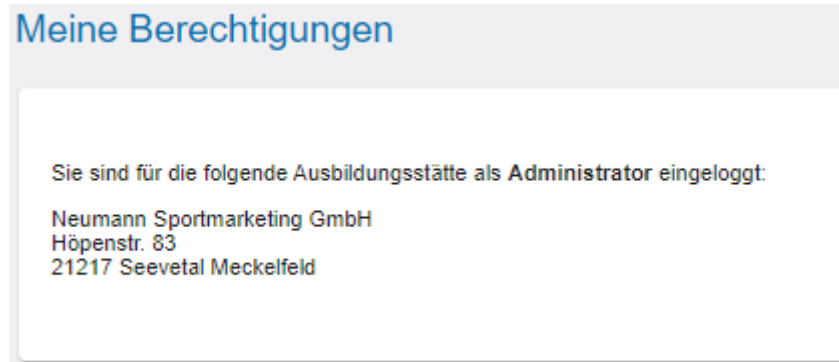 Meine Berechtigungen
Sie sind für die folgende Ausbildungsstätte als Administrator eingeloggt:
Neumann Sportmarketing GmbH
Höpenstr. 83
21217 Seevetal Meckelfeld